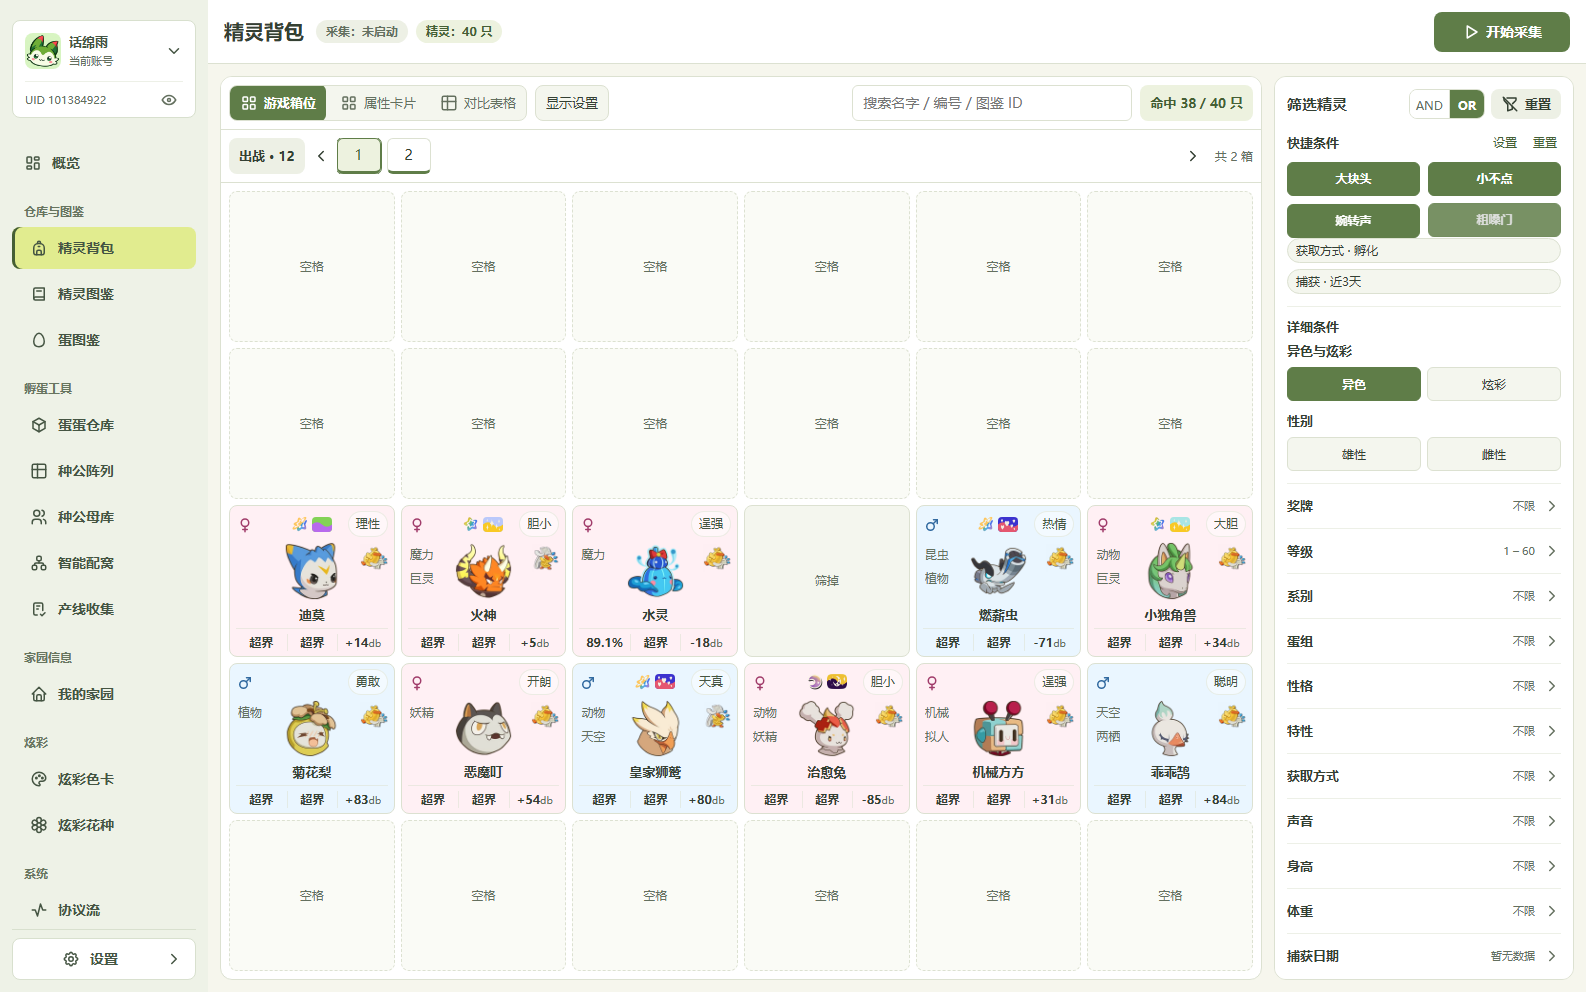 话绵雨
当前账号
UID 101384922
概览
仓库与图鉴
精灵背包
精灵图鉴
蛋图鉴
孵蛋工具
蛋蛋仓库
种公阵列
种公母库
智能配窝
产线收集
家园信息
我的家园
炫彩
炫彩色卡
炫彩花种
系统
协议流
设置
精灵背包
采集：未启动
精灵：40 只
开始采集
游戏箱位
属性卡片
对比表格
显示设置
搜索名字 / 编号 / 图鉴 ID
命中 38 / 40 只
出战 • 12
1
2
共 2 箱
空格 空格 空格 空格 空格 空格
空格 空格 空格 空格 空格 空格
理性
迪莫
超界 超界 +14db
胆小
魔力
巨灵
火神
超界 超界 +5db
逞强
魔力
水灵
89.1% 超界 -18db
筛掉
热情
昆虫
植物
燃薪虫
超界 超界 -71db
大胆
动物
巨灵
小独角兽
超界 超界 +34db
勇敢
植物
菊花梨
超界 超界 +83db
开朗
妖精
恶魔叮
超界 超界 +54db
天真
动物
天空
皇家狮鹫
超界 超界 +80db
胆小
动物
妖精
治愈兔
超界 超界 -85db
逞强
机械
拟人
机械方方
超界 超界 +31db
聪明
天空
两栖
乖乖鹄
超界 超界 +84db
空格 空格 空格 空格 空格 空格
筛选精灵
AND OR
重置
快捷条件
设置 重置
大块头 小不点
婉转声 粗嗓门
获取方式 · 孵化
捕获 · 近3天
详细条件
异色与炫彩
异色 炫彩
性别
雄性 雌性
奖牌 不限
等级 1 – 60
系别 不限
蛋组 不限
性格 不限
特性 不限
获取方式 不限
声音 不限
身高 不限
体重 不限
捕获日期 暂无数据